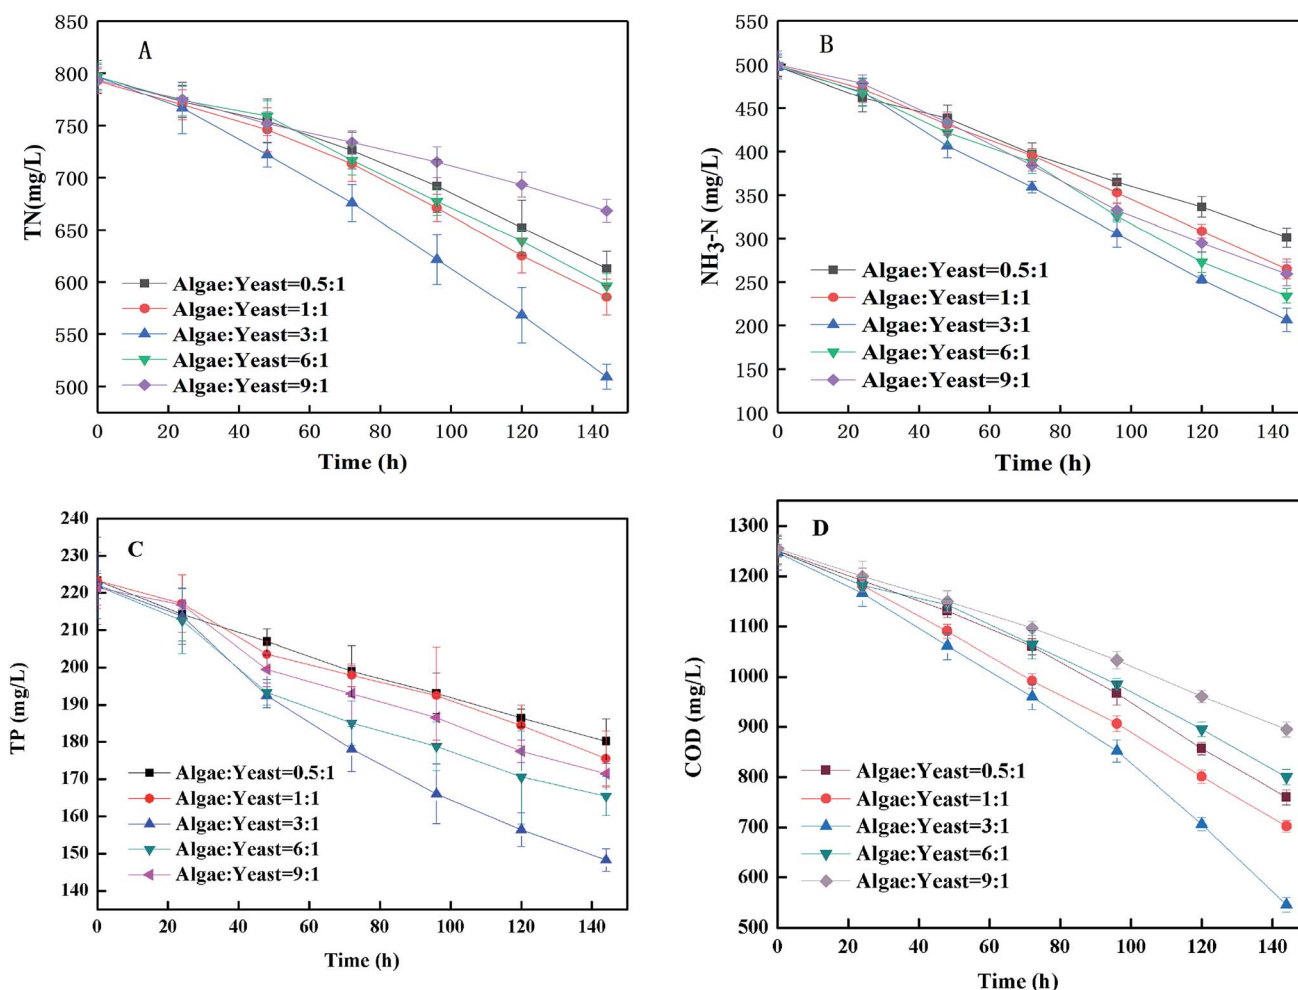 A
TN(mg/L)
850
800
750
700
650
600
550
500
Algae:Yeast=0.5:1
Algae:Yeast=1:1
Algae:Yeast=3:1
Algae:Yeast=6:1
Algae:Yeast=9:1
0 20 40 60 80 100 120 140
Time (h)
B
NH3-N (mg/L)
550
500
450
400
350
300
250
200
150
100
Algae:Yeast=0.5:1
Algae:Yeast=1:1
Algae:Yeast=3:1
Algae:Yeast=6:1
Algae:Yeast=9:1
0 20 40 60 80 100 120 140
Time (h)
C
TP (mg/L)
240
230
220
210
200
190
180
170
160
150
140
Algae:Yeast=0.5:1
Algae:Yeast=1:1
Algae:Yeast=3:1
Algae:Yeast=6:1
Algae:Yeast=9:1
0 20 40 60 80 100 120 140
Time (h)
D
COD (mg/L)
1300
1200
1100
1000
900
800
700
600
500
Algae:Yeast=0.5:1
Algae:Yeast=1:1
Algae:Yeast=3:1
Algae:Yeast=6:1
Algae:Yeast=9:1
0 20 40 60 80 100 120 140
Time (h)